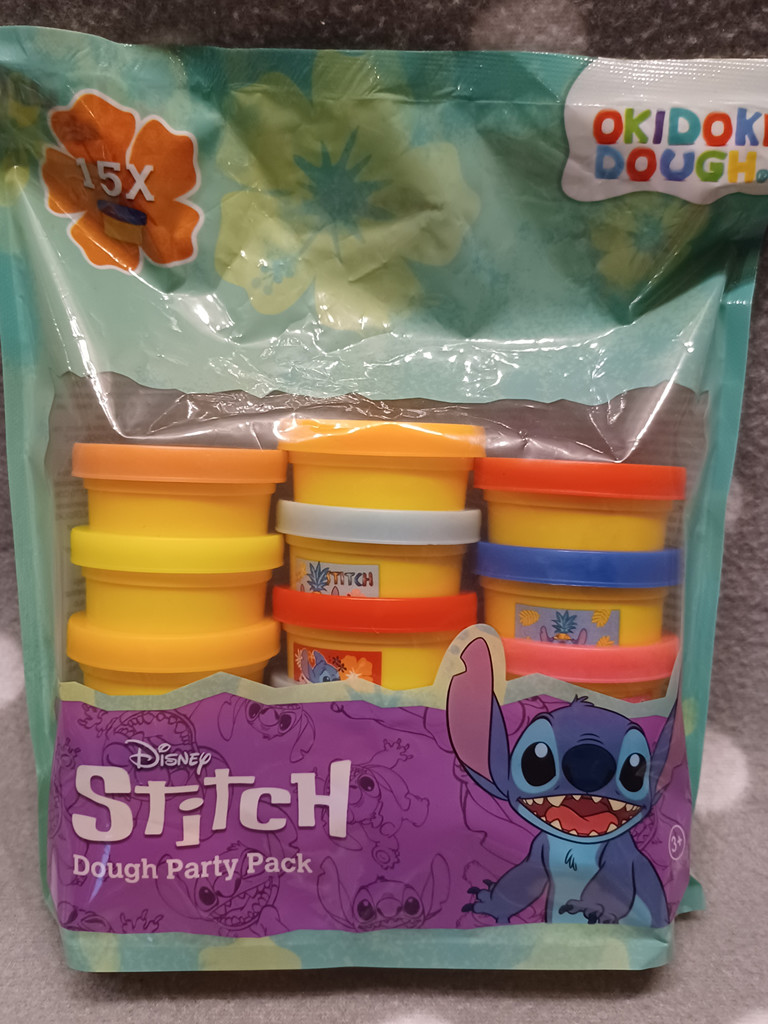 15X
OKIDOKI
DOUGH
STITCH
DISNEY
STITCH
Dough Party Pack
3+